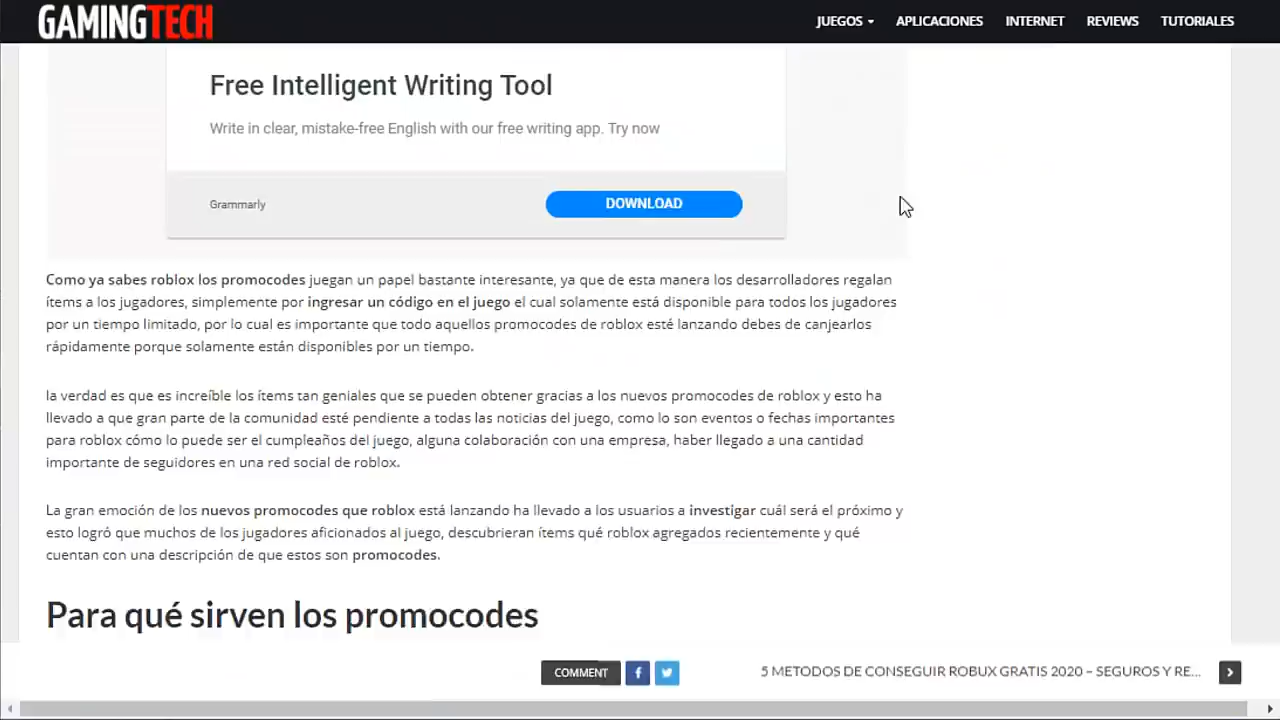 GAMINGTECH
JUEGOS
APLICACIONES
INTERNET
REVIEWS
TUTORIALES
Free Intelligent Writing Tool
Write in clear, mistake-free English with our free writing app. Try now
Grammarly
DOWNLOAD
Como ya sabes roblox los promocodes juegan un papel bastante interesante, ya que de esta manera los desarrolladores regalan
ítems a los jugadores, simplemente por ingresar un código en el juego el cual solamente está disponible para todos los jugadores
por un tiempo limitado, por lo cual es importante que todo aquellos promocodes de roblox esté lanzando debes de canjearlos
rápidamente porque solamente están disponibles por un tiempo.
la verdad es que es increíble los ítems tan geniales que se pueden obtener gracias a los nuevos promocodes de roblox y esto ha
llevado a que gran parte de la comunidad esté pendiente a todas las noticias del juego, como lo son eventos o fechas importantes
para roblox cómo lo puede ser el cumpleaños del juego, alguna colaboración con una empresa, haber llegado a una cantidad
importante de seguidores en una red social de roblox.
La gran emoción de los nuevos promocodes que roblox está lanzando ha llevado a los usuarios a investigar cuál será el próximo y
esto logró que muchos de los jugadores aficionados al juego, descubrieran ítems qué roblox agregados recientemente y qué
cuentan con una descripción de que estos son promocodes.
Para qué sirven los promocodes
COMMENT
5 METODOS DE CONSEGUIR ROBUX GRATIS 2020 – SEGUROS Y RE...